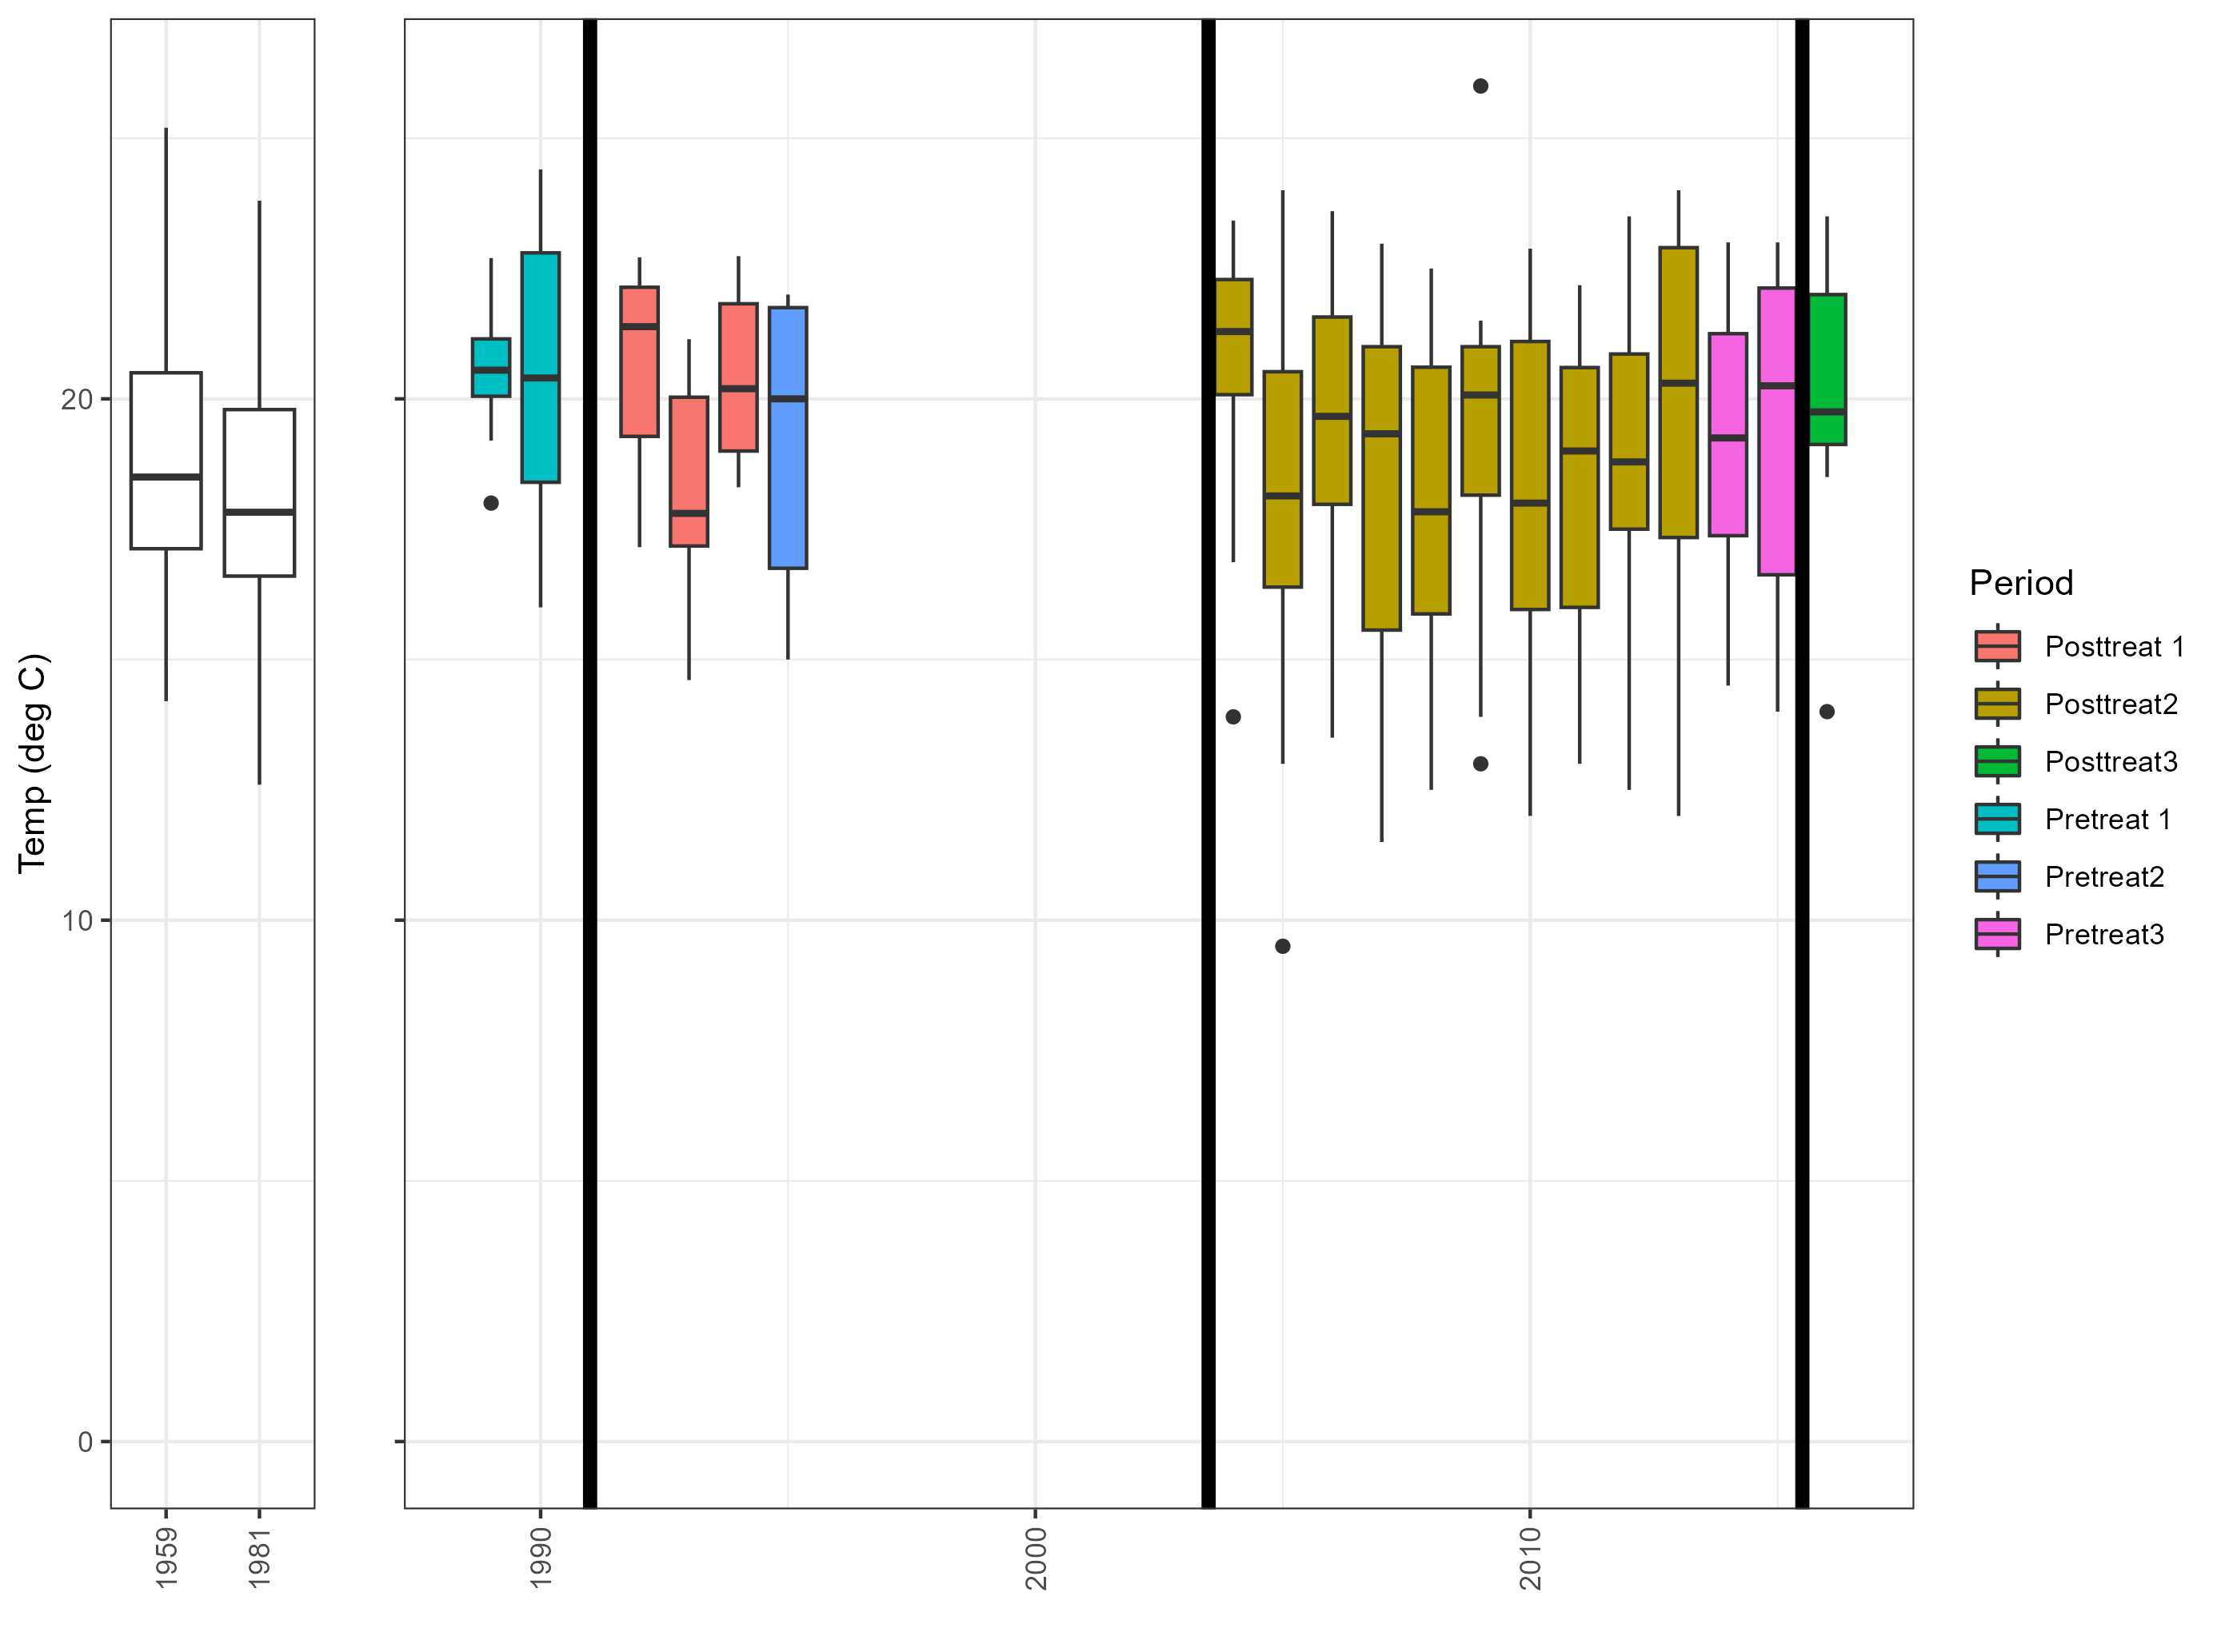 Temp (deg C)
20
10
0
1959
1981
1990
2000
2010
Period
Posttreat 1
Posttreat2
Posttreat3
Pretreat 1
Pretreat2
Pretreat3